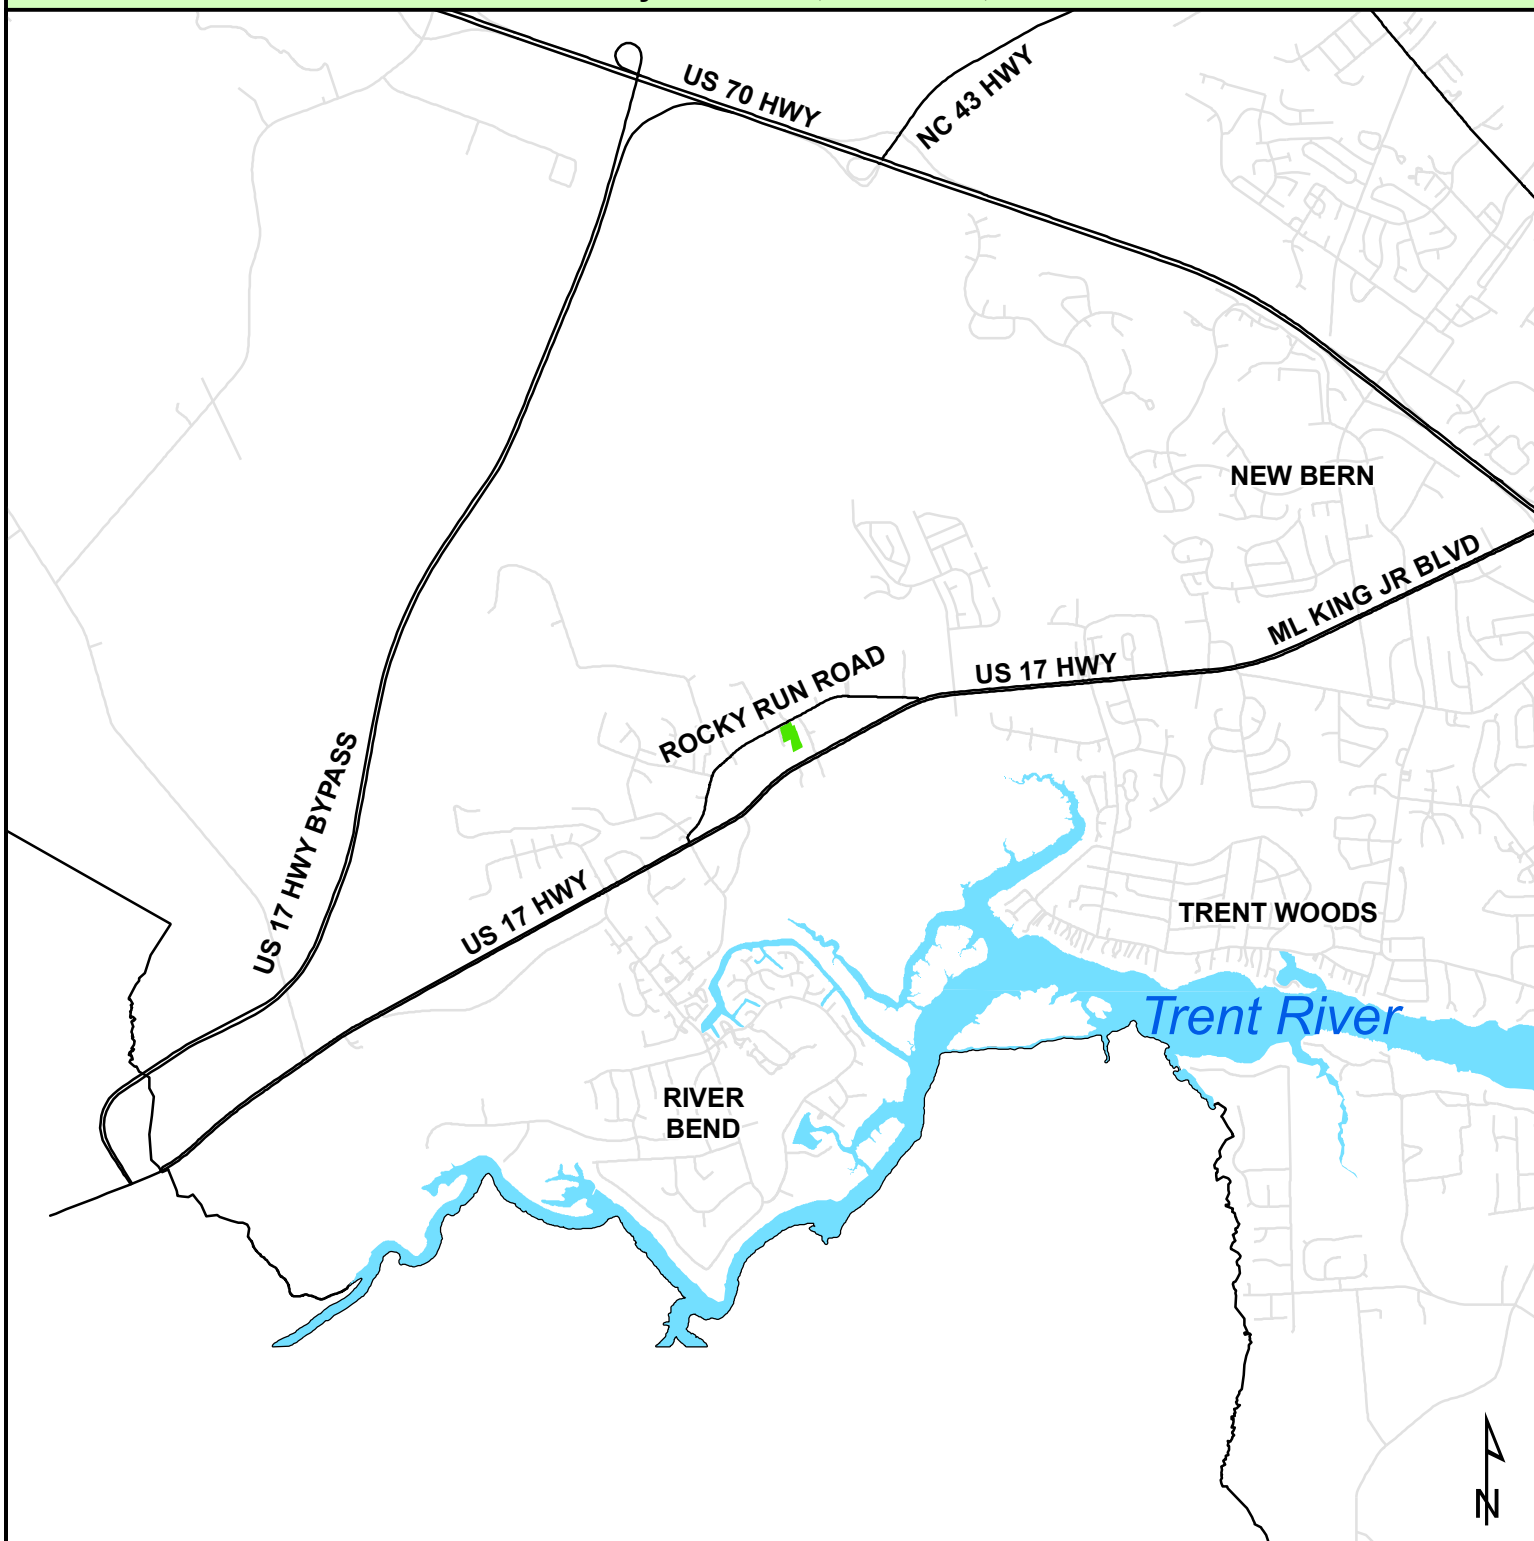 US 70 HWY
NC 43 HWY
NEW BERN
ML KING JR BLVD
US 17 HWY
ROCKY RUN ROAD
US 17 HWY BYPASS
US 17 HWY
TRENT WOODS
Trent River
RIVER
BEND
N